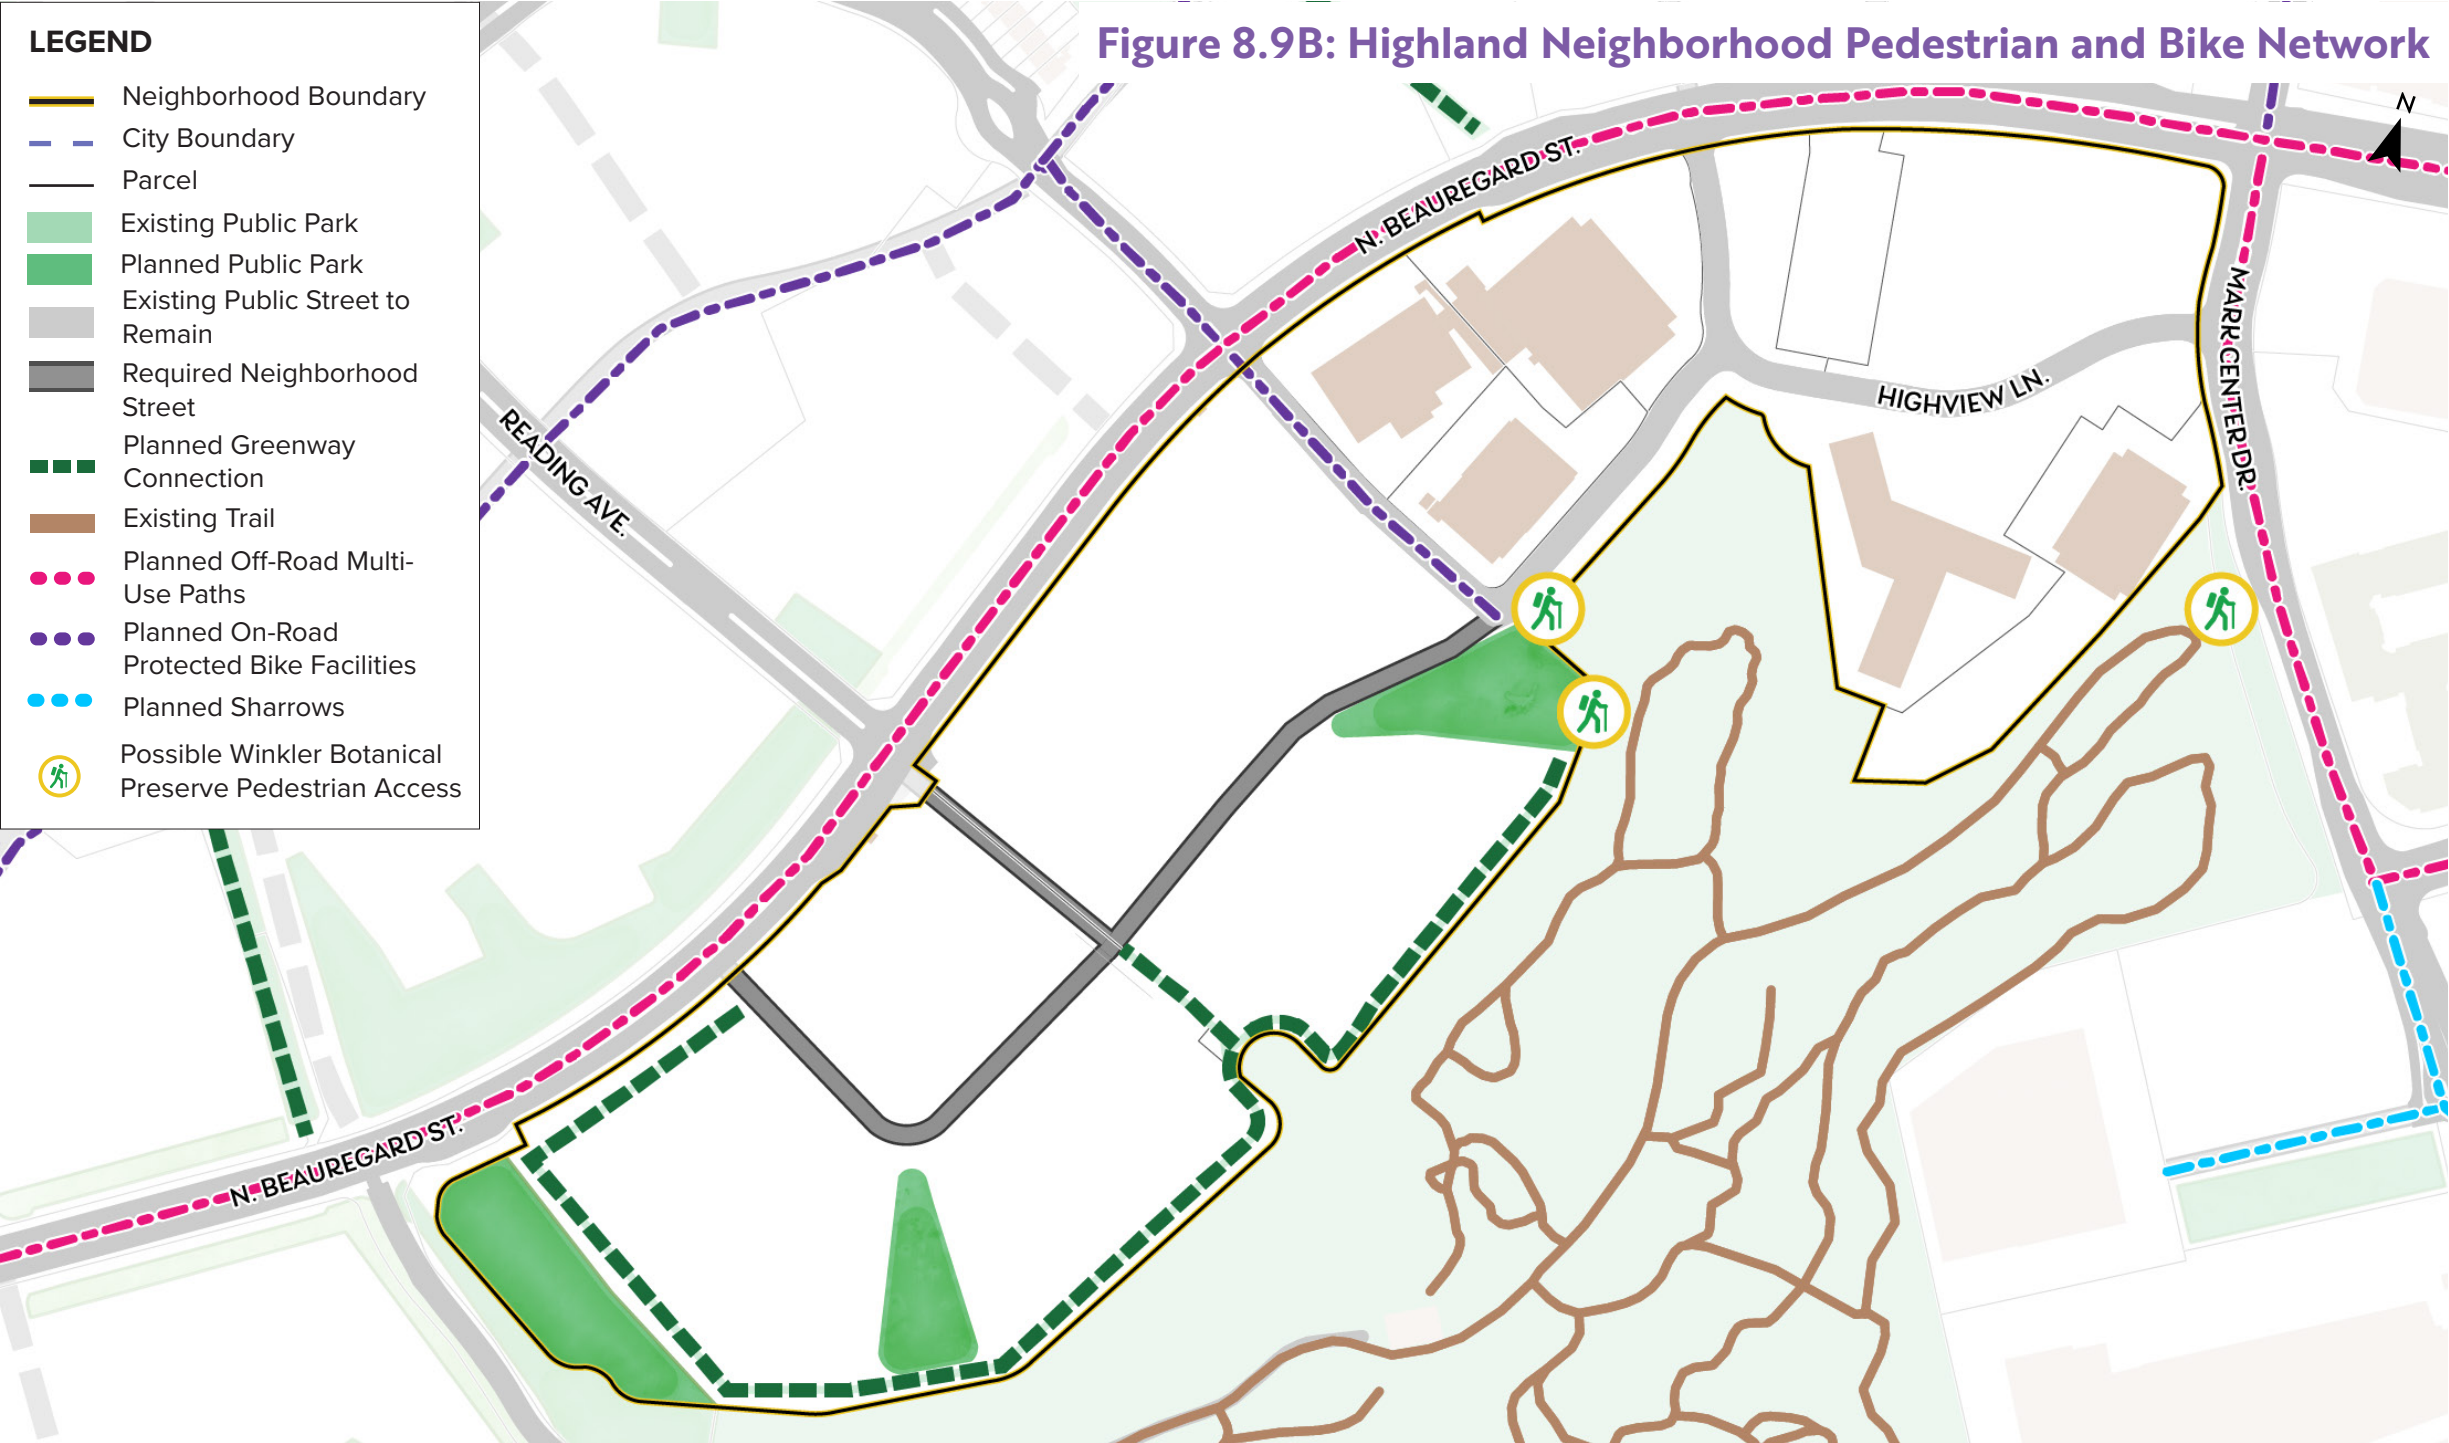 Figure 8.9B: Highland Neighborhood Pedestrian and Bike Network
LEGEND
Neighborhood Boundary
City Boundary
Parcel
Existing Public Park
Planned Public Park
Existing Public Street to
Remain
Required Neighborhood
Street
Planned Greenway
Connection
Existing Trail
Planned Off-Road Multi-
Use Paths
Planned On-Road
Protected Bike Facilities
Planned Sharrows
Possible Winkler Botanical
Preserve Pedestrian Access
N
N. BEAUREGARD ST.
MARK CENTER DR.
HIGHVIEW LN.
READING AVE.
N. BEAUREGARD ST.